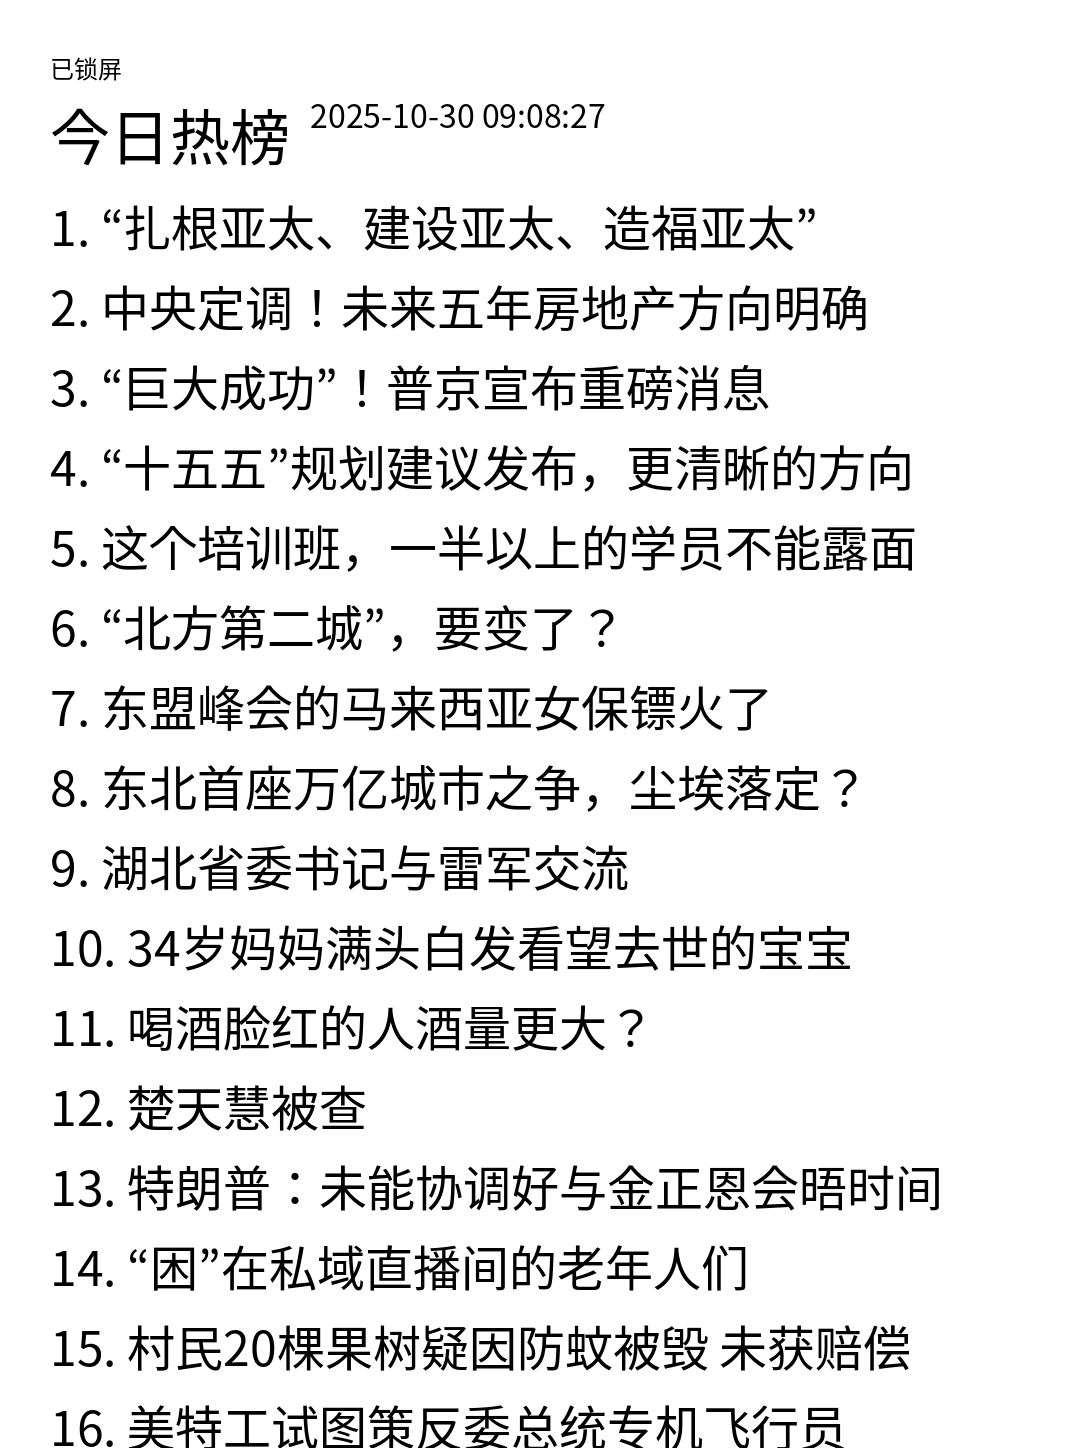 已锁屏
今日热榜 2025-10-30 09:08:27
1. “扎根亚太、建设亚太、造福亚太”
2. 中央定调！未来五年房地产方向明确
3. “巨大成功”！普京宣布重磅消息
4. “十五五”规划建议发布，更清晰的方向
5. 这个培训班，一半以上的学员不能露面
6. “北方第二城”，要变了？
7. 东盟峰会的马来西亚女保镖火了
8. 东北首座万亿城市之争，尘埃落定？
9. 湖北省委书记与雷军交流
10. 34岁妈妈满头白发看望去世的宝宝
11. 喝酒脸红的人酒量更大？
12. 楚天慧被查
13. 特朗普：未能协调好与金正恩会晤时间
14. “困”在私域直播间的老年人们
15. 村民20棵果树疑因防蚊被毁 未获赔偿
16. 美特工试图策反委总统专机飞行员